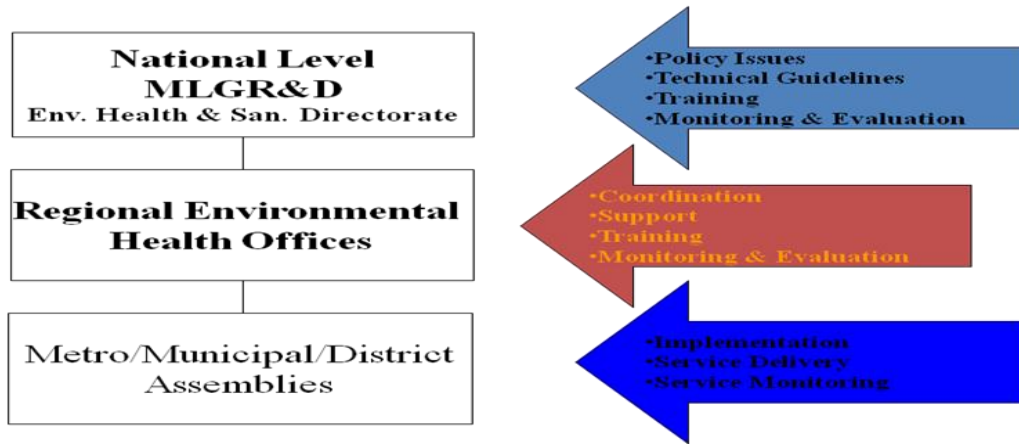 National Level
MLGR&D
Env. Health & San. Directorate
•Policy Issues
•Technical Guidelines
•Training
•Monitoring & Evaluation
Regional Environmental
Health Offices
•Coordination
•Support
•Training
•Monitoring & Evaluation
Metro/Municipal/District
Assemblies
•Implementation
•Service Delivery
•Service Monitoring